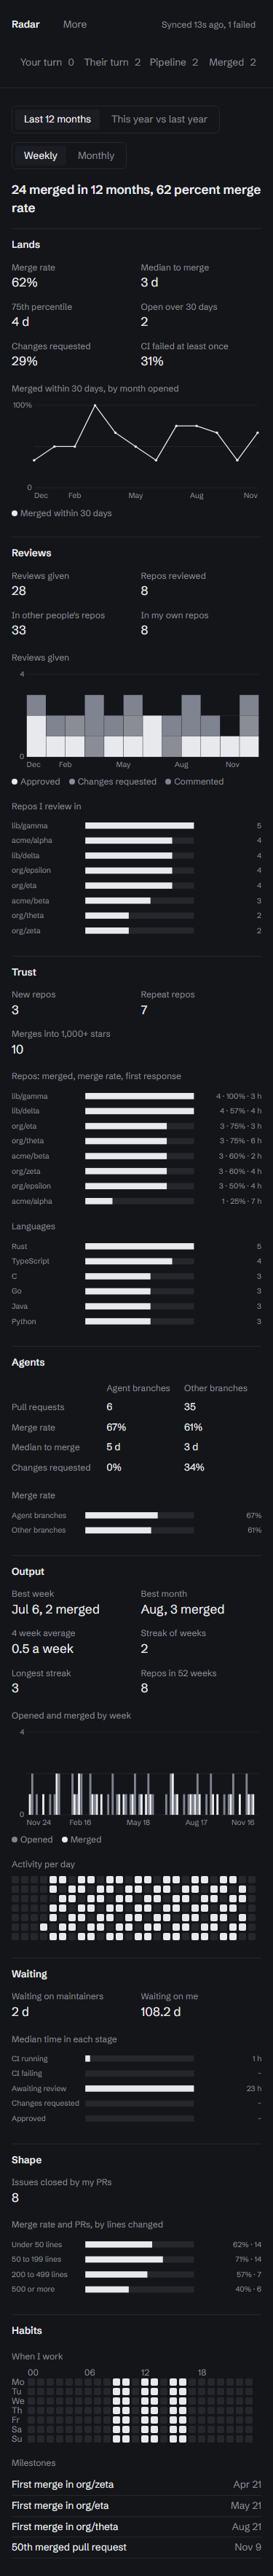 Radar More Synced 13s ago, 1 failed
Your turn 0 Their turn 2 Pipeline 2 Merged 2
Last 12 months This year vs last year
Weekly Monthly
24 merged in 12 months, 62 percent merge
rate
Lands
Merge rate Median to merge
62% 3 d
75th percentile Open over 30 days
4 d 2
Changes requested CI failed at least once
29% 31%
Merged within 30 days, by month opened
100%
0
Dec Feb May Aug Nov
Merged within 30 days
Reviews
Reviews given Repos reviewed
28 8
In other people's repos In my own repos
33 8
Reviews given
4
0
Dec Feb May Aug Nov
Approved Changes requested Commented
Repos I review in
lib/gamma 5
acme/alpha 4
lib/delta 4
org/epsilon 4
org/eta 4
acme/beta 3
org/theta 2
org/zeta 2
Trust
New repos Repeat repos
3 7
Merges into 1,000+ stars
10
Repos: merged, merge rate, first response
lib/gamma 4 · 100% · 3 h
lib/delta 4 · 57% · 4 h
org/eta 3 · 75% · 3 h
org/theta 3 · 75% · 6 h
acme/beta 3 · 60% · 2 h
org/zeta 3 · 60% · 4 h
org/epsilon 3 · 50% · 4 h
acme/alpha 1 · 25% · 7 h
Languages
Rust 5
TypeScript 4
C 3
Go 3
Java 3
Python 3
Agents
Agent branches Other branches
Pull requests 6 35
Merge rate 67% 61%
Median to merge 5 d 3 d
Changes requested 0% 34%
Merge rate
Agent branches 67%
Other branches 61%
Output
Best week Best month
Jul 6, 2 merged Aug, 3 merged
4 week average Streak of weeks
0.5 a week 2
Longest streak Repos in 52 weeks
3 8
Opened and merged by week
4
0
Nov 24 Feb 16 May 18 Aug 17 Nov 16
Opened Merged
Activity per day
Waiting
Waiting on maintainers Waiting on me
2 d 108.2 d
Median time in each stage
CI running 1 h
CI failing -
Awaiting review 23 h
Changes requested -
Approved -
Shape
Issues closed by my PRs
8
Merge rate and PRs, by lines changed
Under 50 lines 62% · 14
50 to 199 lines 71% · 14
200 to 499 lines 57% · 7
500 or more 40% · 6
Habits
When I work
00 06 12 18
Mo
Tu
We
Th
Fr
Sa
Su
Milestones
First merge in org/zeta Apr 21
First merge in org/eta May 21
First merge in org/theta Aug 21
50th merged pull request Nov 9